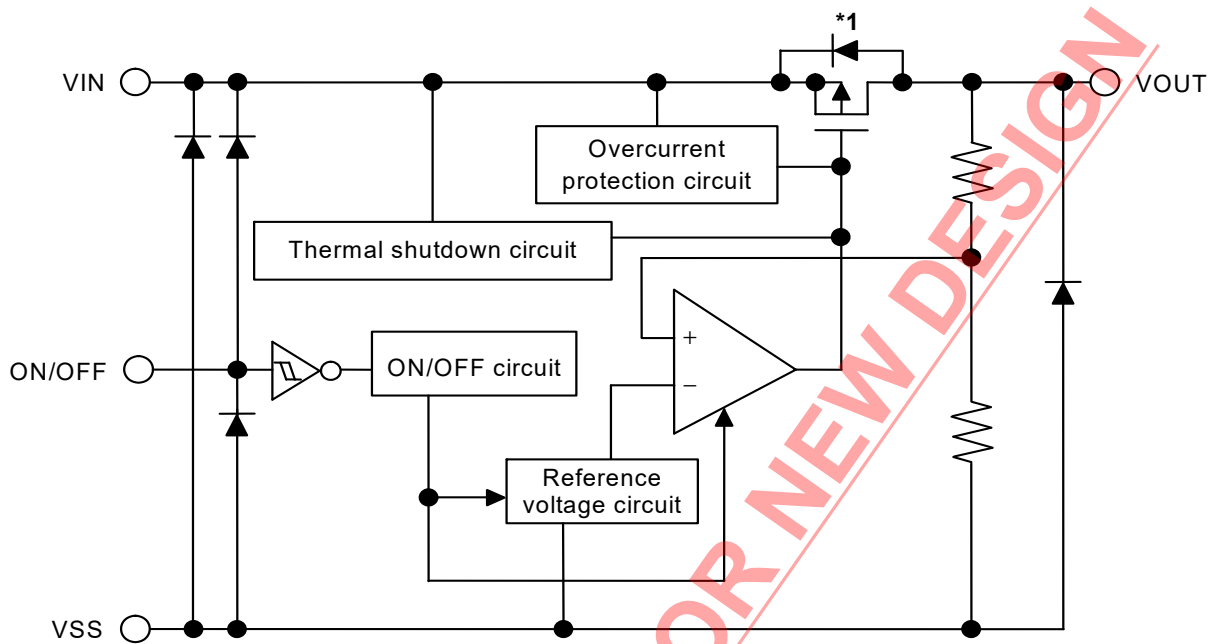 *1
VIN
VOUT
Overcurrent
protection circuit
Thermal shutdown circuit
+
−
ON/OFF
ON/OFF circuit
Reference
voltage circuit
VSS
OR NEW DESIGN